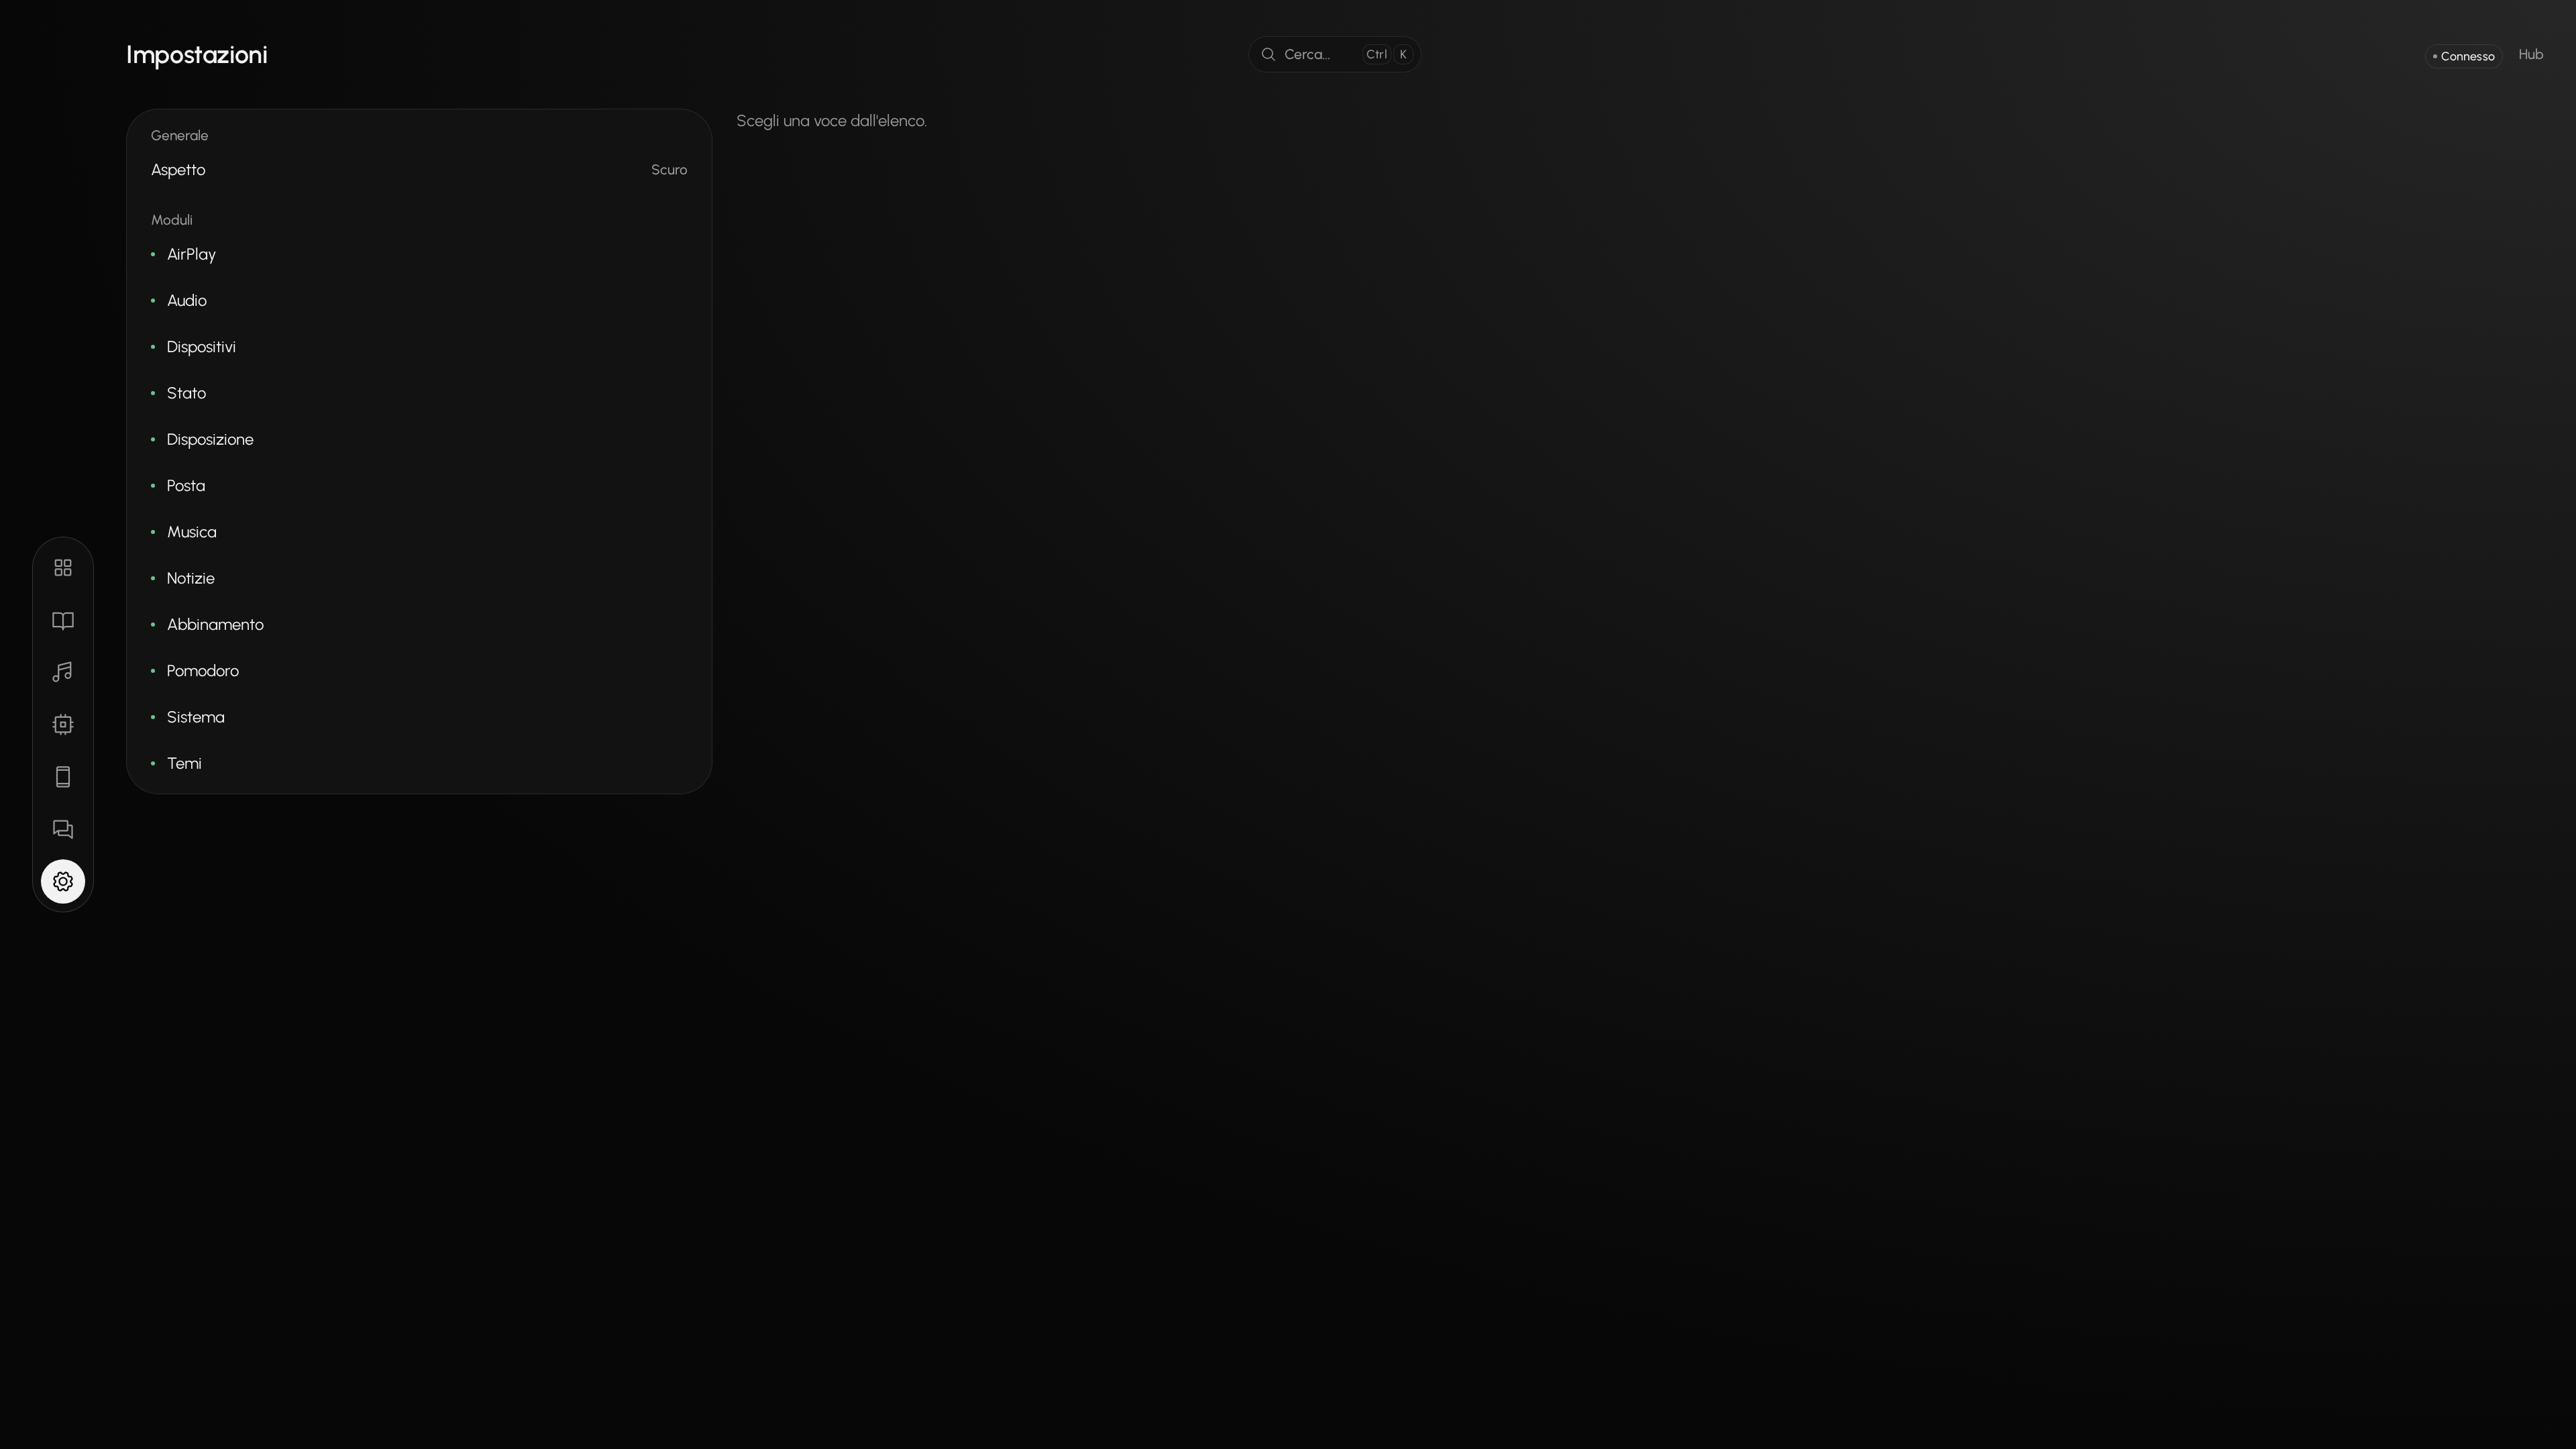 Impostazioni
Cerca...
Ctrl K
Connesso
Hub
Generale
Aspetto
Scuro
Moduli
AirPlay
Audio
Dispositivi
Stato
Disposizione
Posta
Musica
Notizie
Abbinamento
Pomodoro
Sistema
Temi
Scegli una voce dall'elenco.